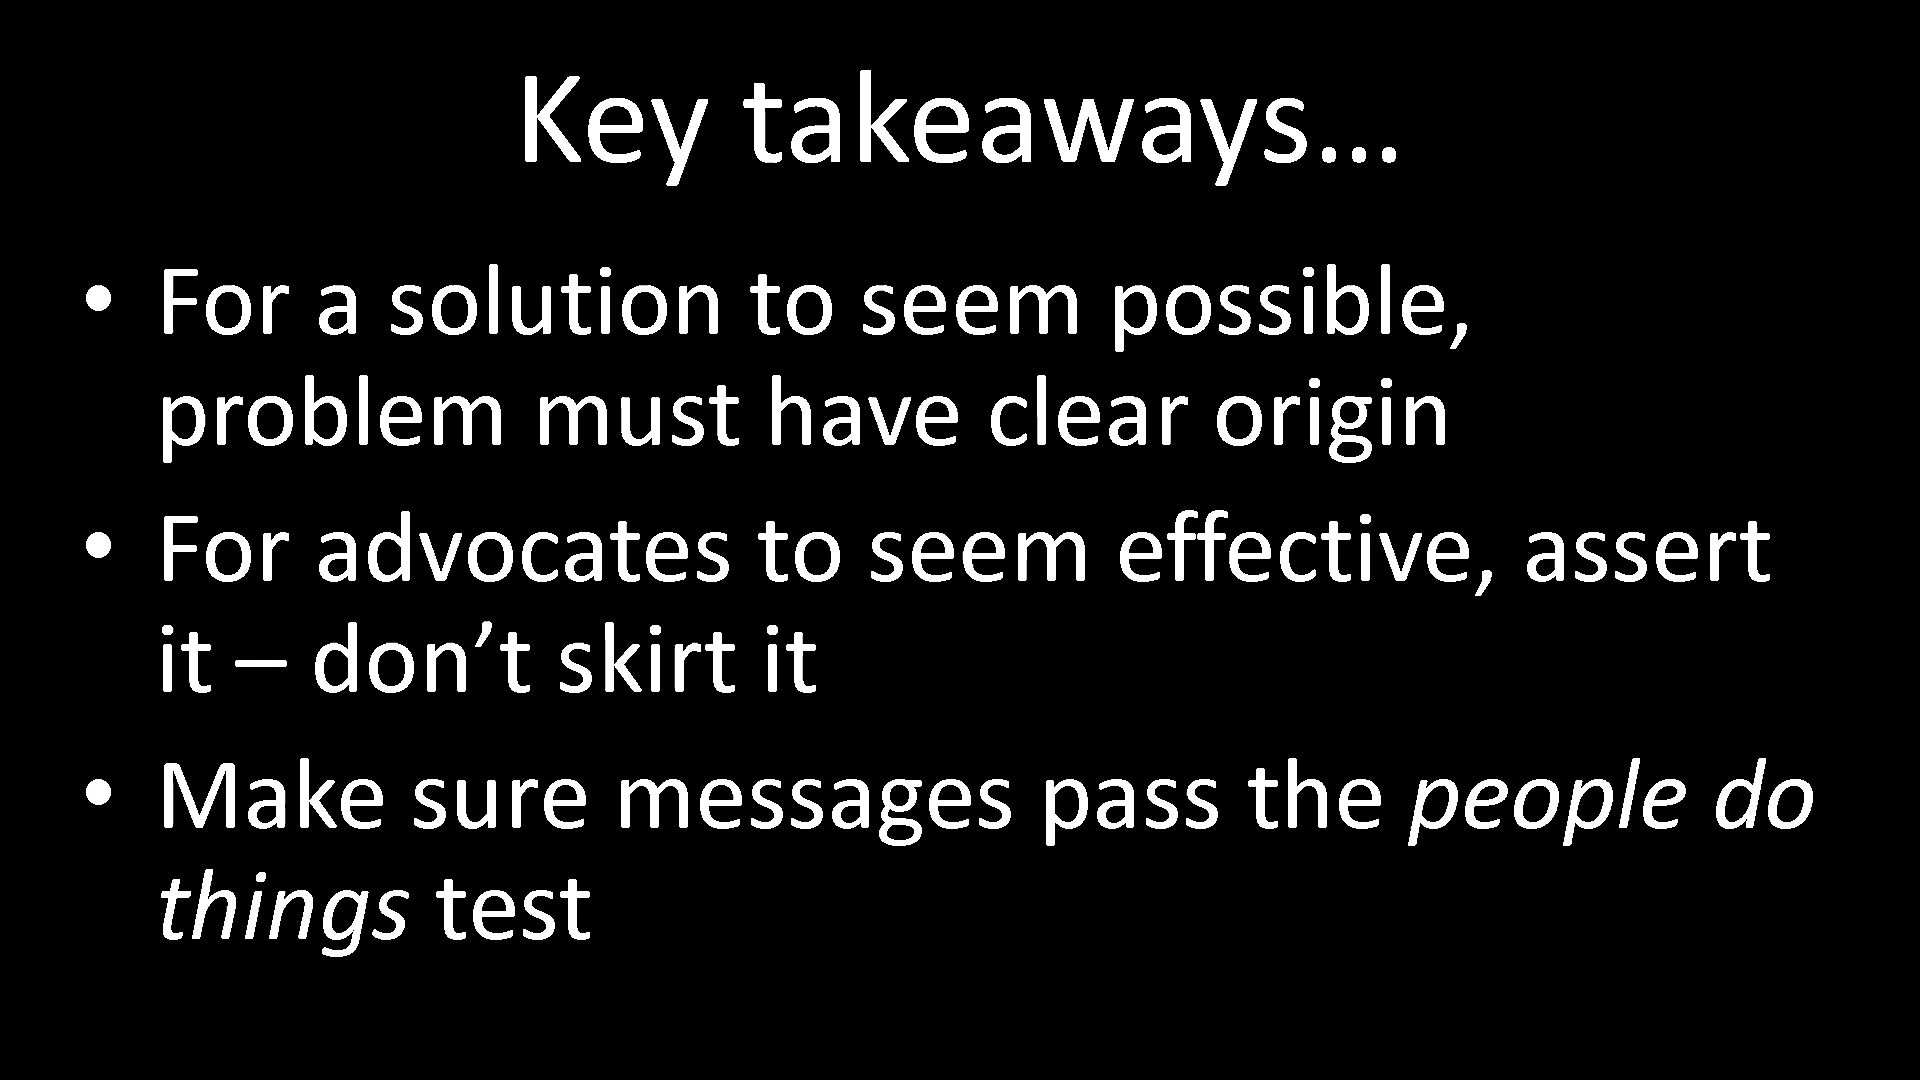 Key takeaways…
• For a solution to seem possible,
problem must have clear origin
• For advocates to seem effective, assert
it – don’t skirt it
• Make sure messages pass the people do
things test